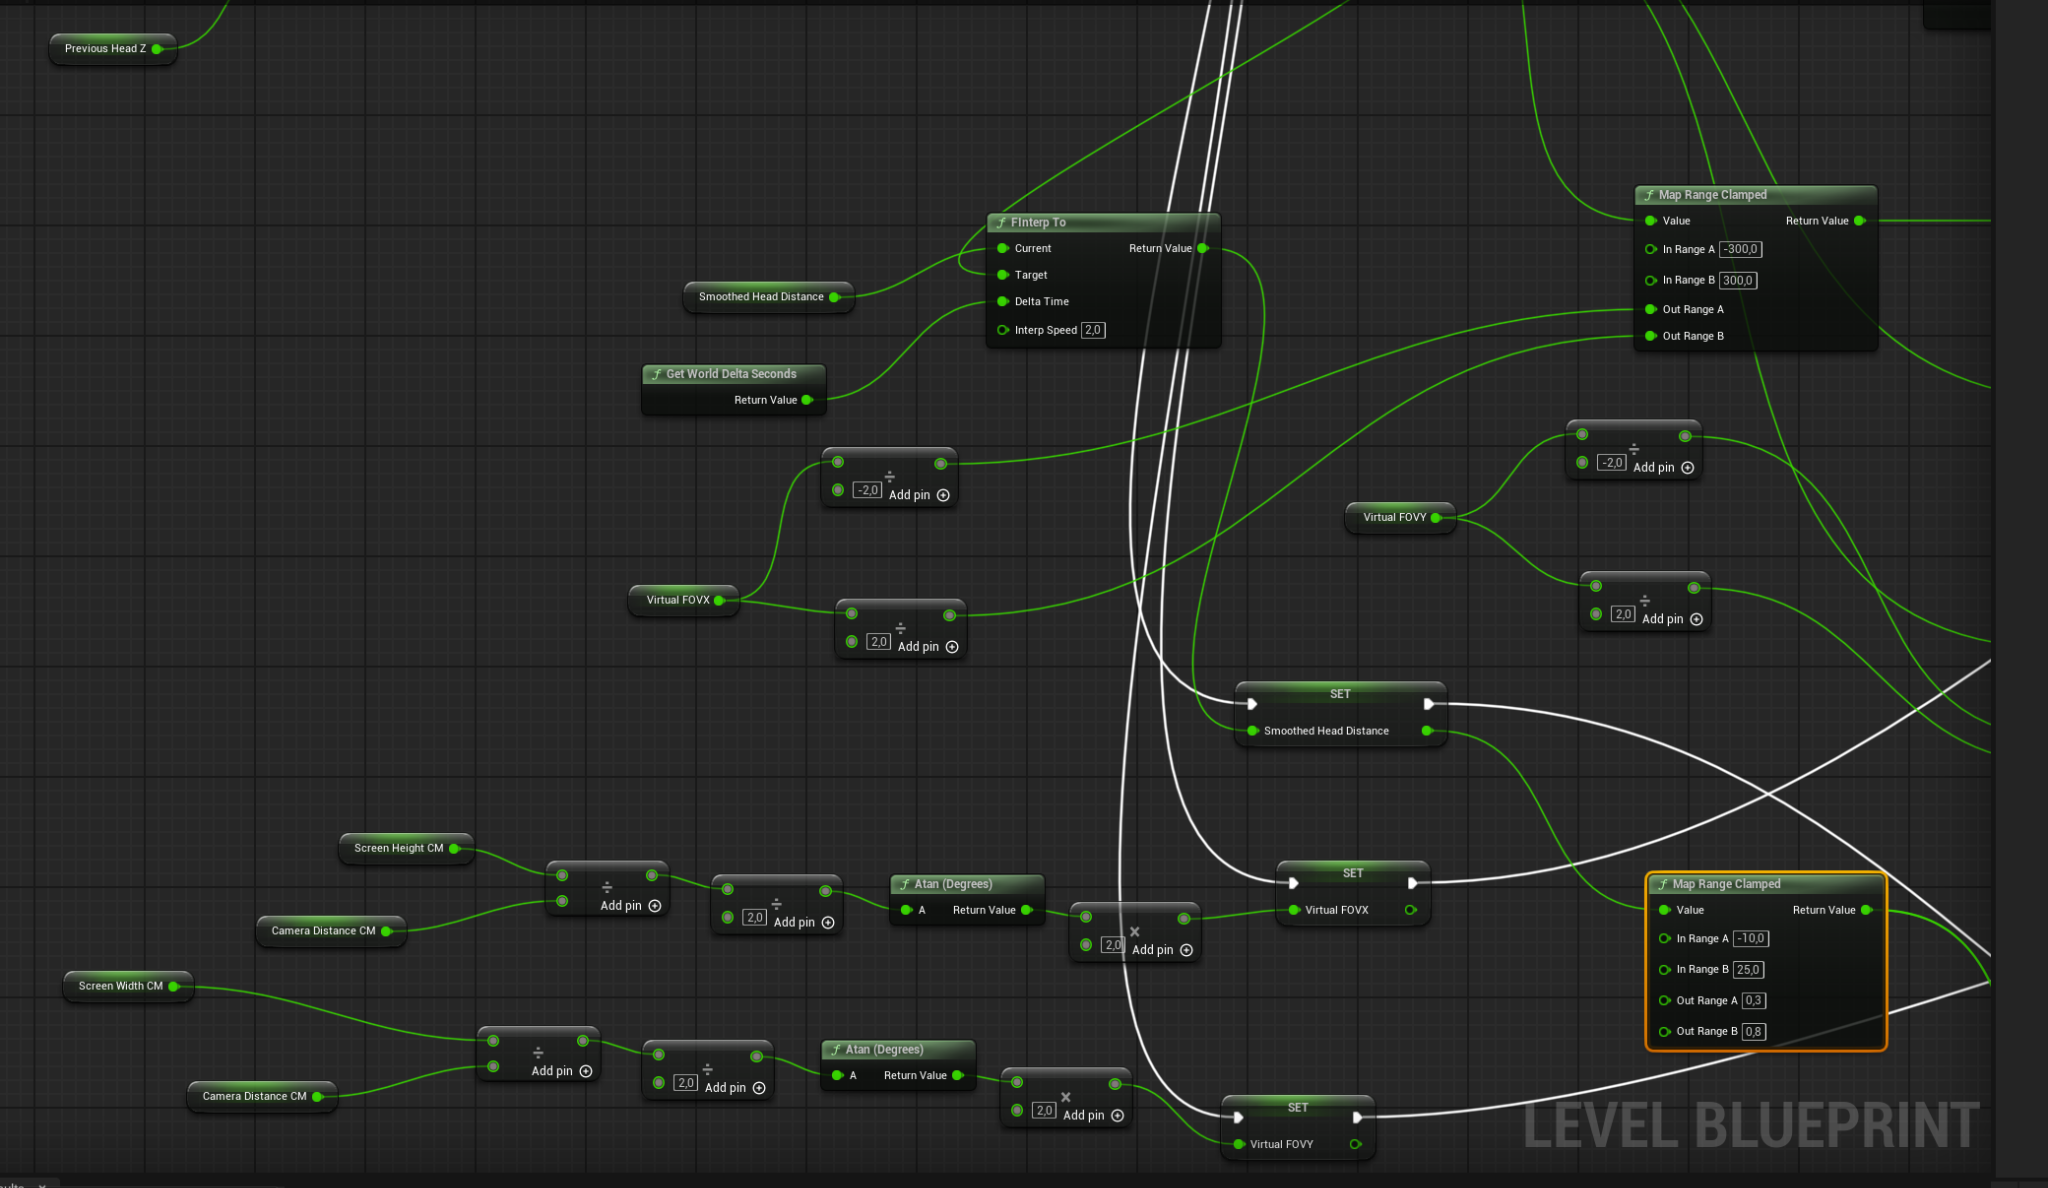 Previous Head Z
Map Range Clamped
Value
Return Value
In Range A -300,0
In Range B 300,0
Out Range A
Out Range B
FInterp To
Current
Return Value
Target
Delta Time
Interp Speed 2,0
Smoothed Head Distance
Get World Delta Seconds
Return Value
÷
-2,0 Add pin
÷
-2,0 Add pin
Virtual FOVY
Virtual FOVX
÷
2,0 Add pin
÷
2,0 Add pin
SET
Smoothed Head Distance
Screen Height CM
÷
Add pin
÷
2,0 Add pin
Atan (Degrees)
A Return Value
×
2,0 Add pin
SET
Virtual FOVX
Map Range Clamped
Value
Return Value
In Range A -10,0
In Range B 25,0
Out Range A 0,3
Out Range B 0,8
Camera Distance CM
Screen Width CM
÷
Add pin
÷
2,0 Add pin
Atan (Degrees)
A Return Value
×
2,0 Add pin
Camera Distance CM
SET
Virtual FOVY
LEVEL BLUEPRINT